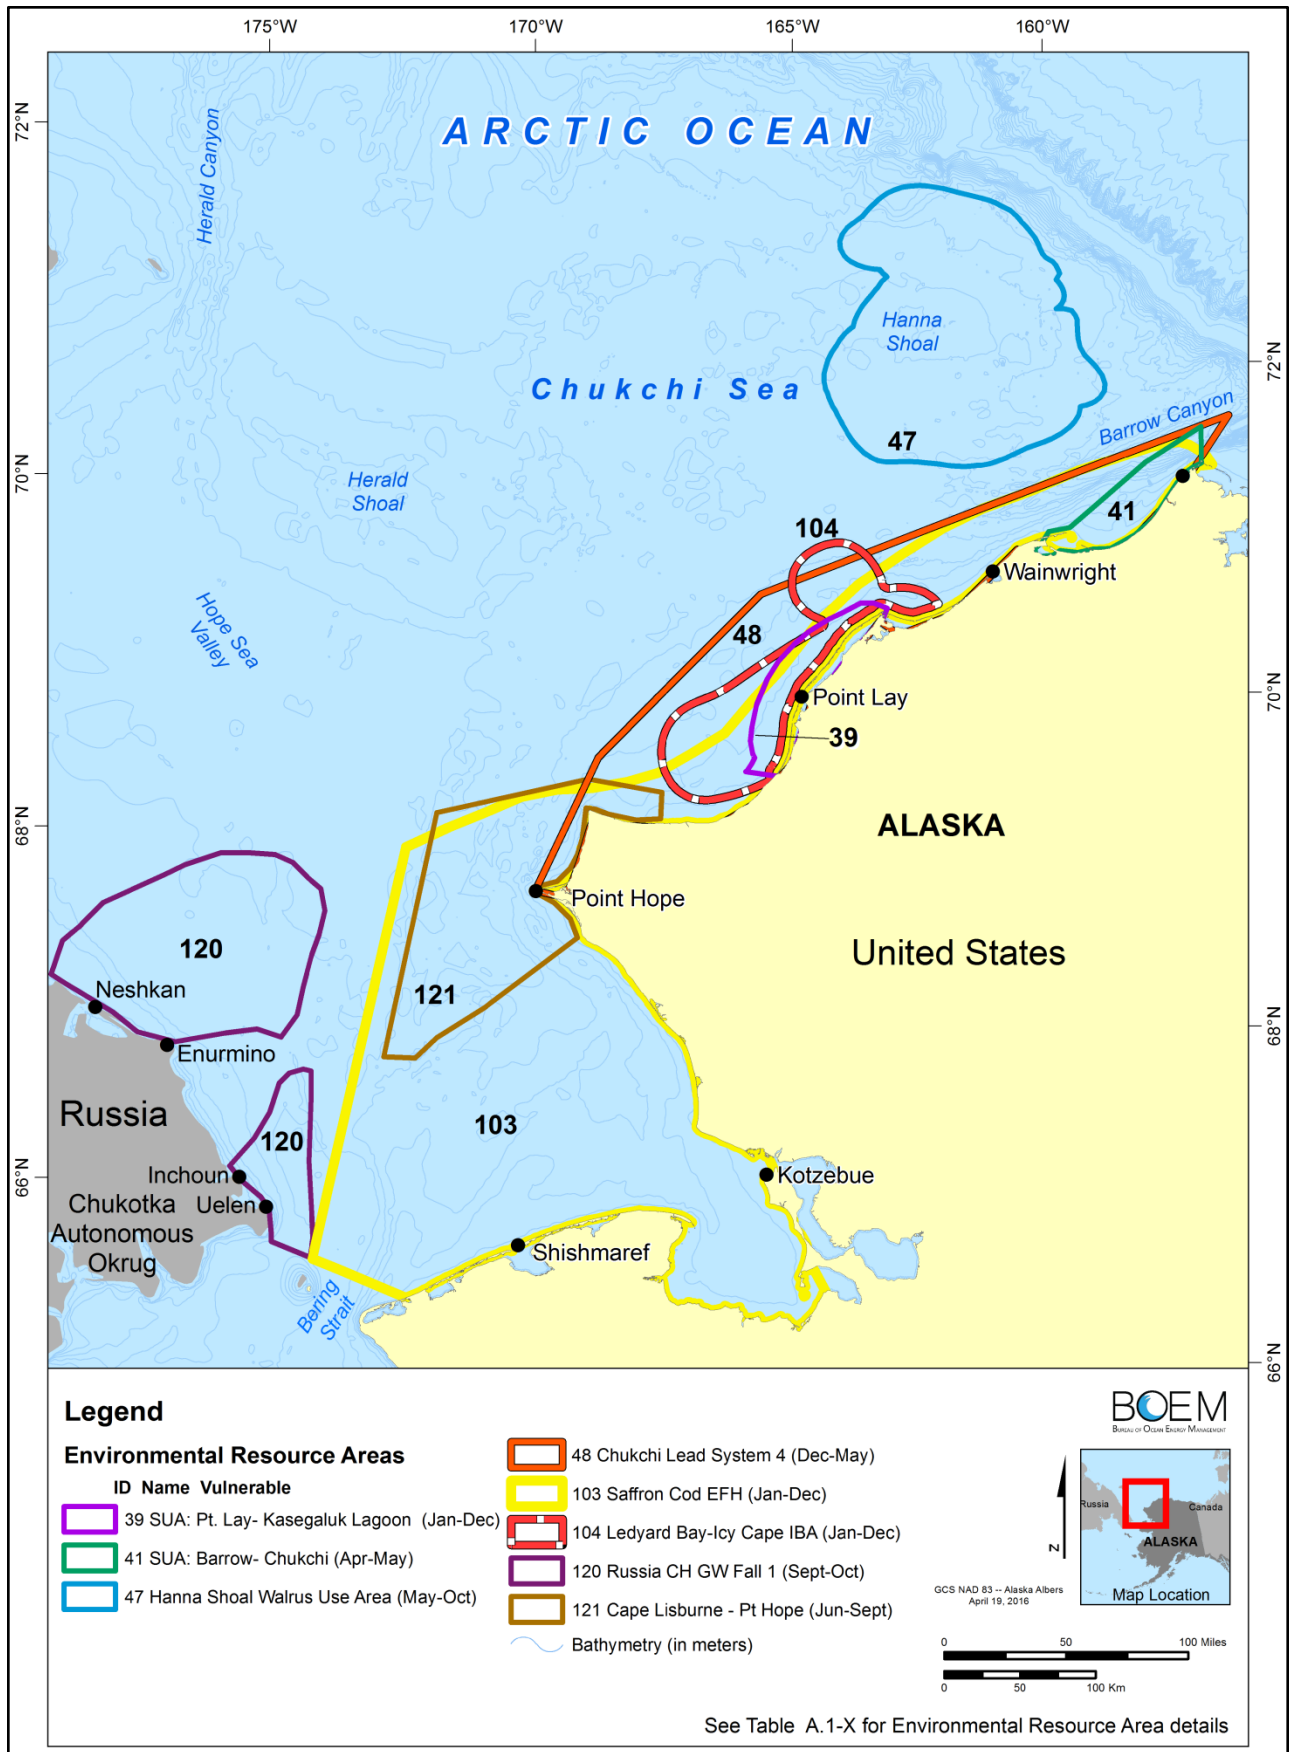 175°W
170°W
165°W
160°W
72°N
ARCTIC OCEAN
Herald Canyon
Hanna
Shoal
72°N
Chukchi Sea
Barrow Canyon
47
70°N
Herald
Shoal
41
104
Wainwright
Hope Sea
Valley
48
Point Lay
70°N
39
68°N
ALASKA
Point Hope
120
United States
121
Neshkan
68°N
Enurmino
Russia
103
120
Inchoun
Kotzebue
66°N
Chukotka
Autonomous
Okrug
Uelen
Shishmaref
Bering
Strait
66°N
Legend
Environmental Resource Areas
ID Name Vulnerable
39 SUA: Pt. Lay- Kasegaluk Lagoon (Jan-Dec)
41 SUA: Barrow- Chukchi (Apr-May)
47 Hanna Shoal Walrus Use Area (May-Oct)
48 Chukchi Lead System 4 (Dec-May)
103 Saffron Cod EFH (Jan-Dec)
104 Ledyard Bay-Icy Cape IBA (Jan-Dec)
120 Russia CH GW Fall 1 (Sept-Oct)
121 Cape Lisburne - Pt Hope (Jun-Sept)
Bathymetry (in meters)
BOEM
BUREAU OF OCEAN ENERGY MANAGEMENT
N
Russia
Canada
ALASKA
Map Location
GCS NAD 83 -- Alaska Albers
April 19, 2016
0 50 100 Miles
0 50 100 Km
See Table A.1-X for Environmental Resource Area details